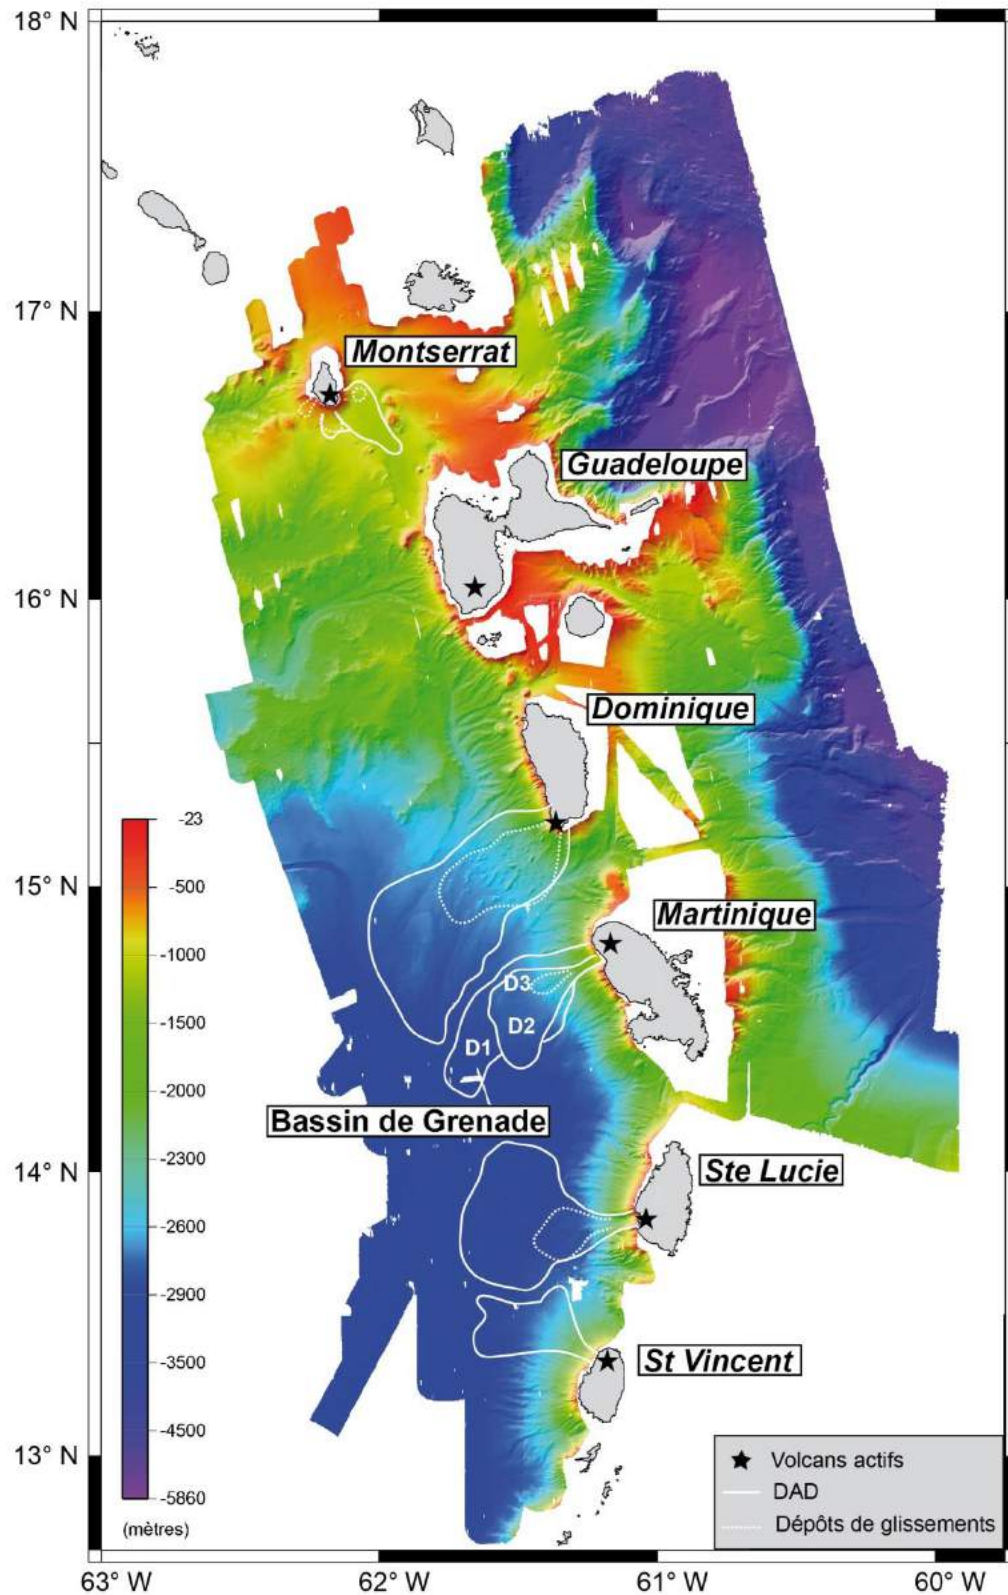 18° N
17° N
Montserrat
Guadeloupe
16° N
Dominique
-23
-500
15° N
Martinique
-1000
D3
-1500
D2
D1
-2000
Bassin de Grenade
-2300
14° N
Ste Lucie
-2600
-2900
-3500
St Vincent
-4500
13° N
Volcans actifs
-5860
DAD
(mètres)
Dépôts de glissements
63° W
62° W
61° W
60° W